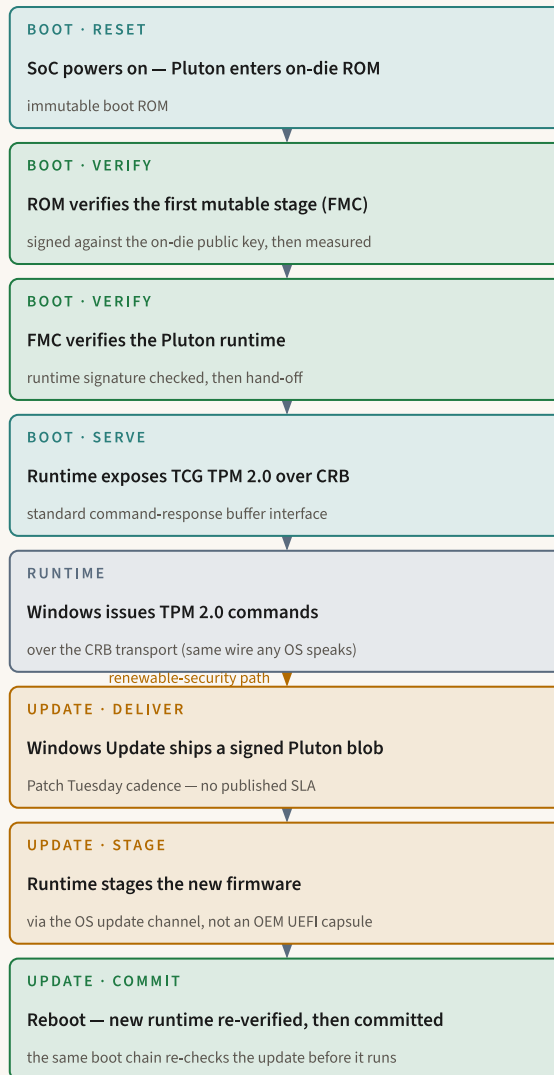 BOOT · RESET
SoC powers on — Pluton enters on-die ROM
immutable boot ROM
BOOT · VERIFY
ROM verifies the first mutable stage (FMC)
signed against the on-die public key, then measured
BOOT · VERIFY
FMC verifies the Pluton runtime
runtime signature checked, then hand-off
BOOT · SERVE
Runtime exposes TCG TPM 2.0 over CRB
standard command-response buffer interface
RUNTIME
Windows issues TPM 2.0 commands
over the CRB transport (same wire any OS speaks)
renewable-security path
UPDATE · DELIVER
Windows Update ships a signed Pluton blob
Patch Tuesday cadence — no published SLA
UPDATE · STAGE
Runtime stages the new firmware
via the OS update channel, not an OEM UEFI capsule
UPDATE · COMMIT
Reboot — new runtime re-verified, then committed
the same boot chain re-checks the update before it runs